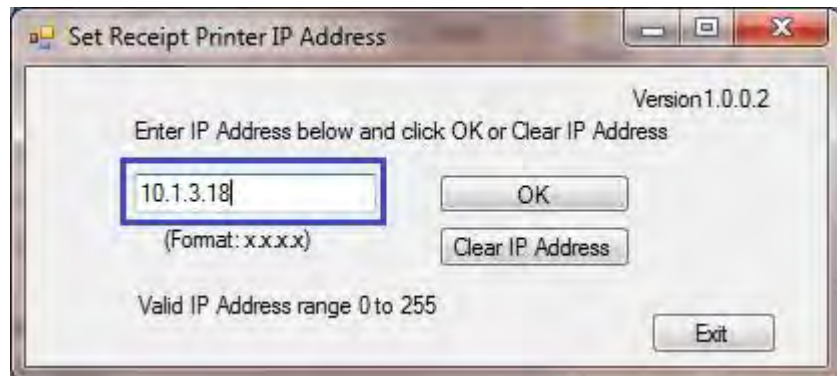 Set Receipt Printer IP Address
Version1.0.0.2
Enter IP Address below and click OK or Clear IP Address
10.1.3.18
OK
(Format: x.x.x.x)
Clear IP Address
Valid IP Address range 0 to 255
Exit